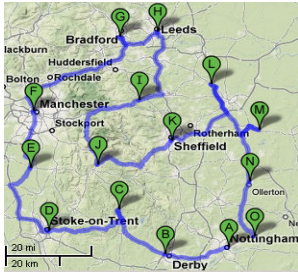 G
H
Bradford
Leeds
lackburn
Huddersfield
L
Bolton
Rochdale
I
F
M
Manchester
K
Rotherham
Stockport
E
J
Sheffield
N
C
Ollerton
D
Stoke-on-Trent
B
A
O
Nottingham
Derby
20 mi
20 km